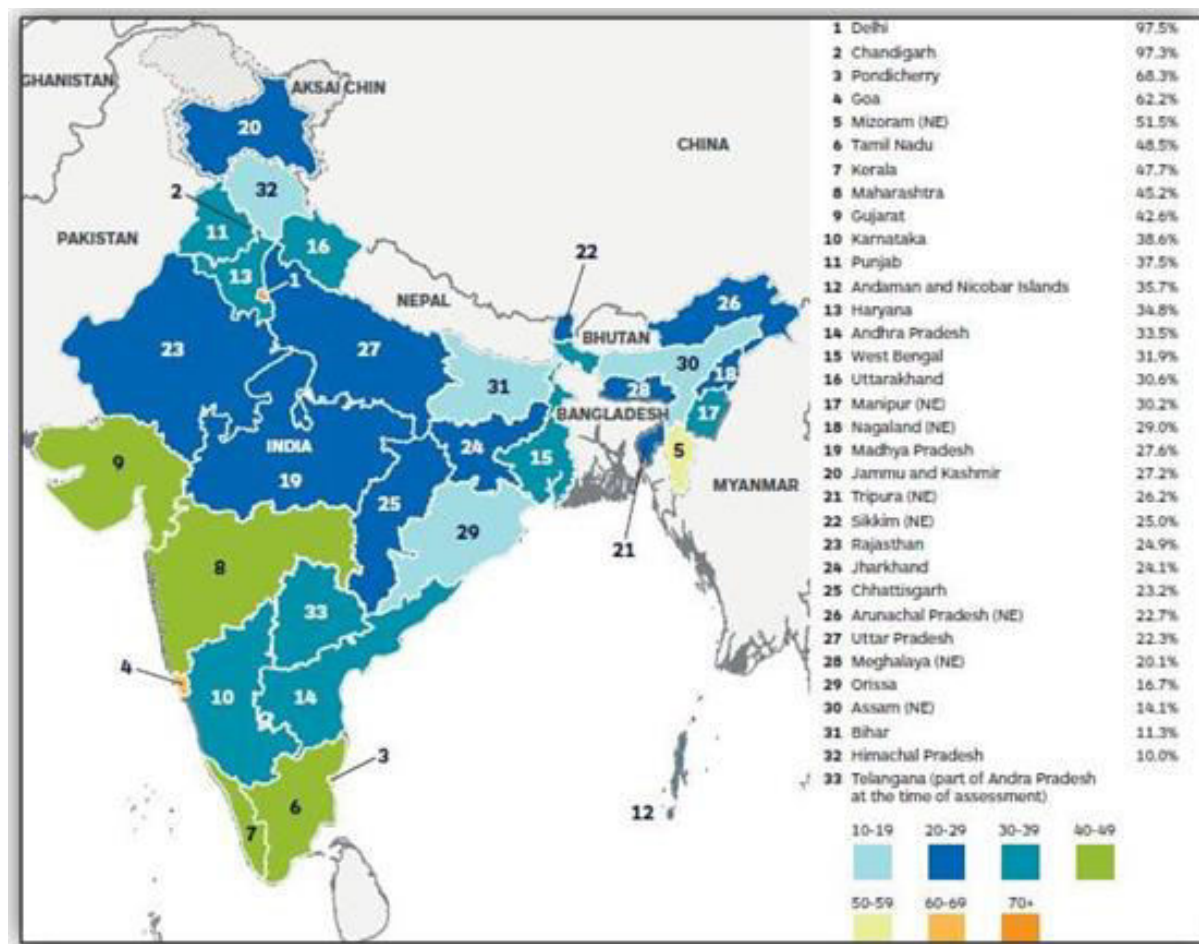 GHANISTAN
AKSAI CHIN
20
CHINA
32
2
PAKISTAN
11
16
22
13
1
NEPAL
26
BHUTAN
23
27
30
18
31
28
17
BANGLADESH
INDIA
24
5
9
15
19
MYANMAR
25
29
21
8
33
4
10
14
3
6
12
7
1 Delhi 97.5%
2 Chandigarh 97.3%
3 Pondicherry 68.3%
4 Goa 62.2%
5 Mizoram (NE) 51.5%
6 Tamil Nadu 48.5%
7 Kerala 47.7%
8 Maharashtra 45.2%
9 Gujarat 42.6%
10 Karnataka 38.6%
11 Punjab 37.5%
12 Andaman and Nicobar Islands 35.7%
13 Haryana 34.8%
14 Andhra Pradesh 33.5%
15 West Bengal 31.9%
16 Uttarakhand 30.6%
17 Manipur (NE) 30.2%
18 Nagaland (NE) 29.0%
19 Madhya Pradesh 27.6%
20 Jammu and Kashmir 27.2%
21 Tripura (NE) 26.2%
22 Sikkim (NE) 25.0%
23 Rajasthan 24.9%
24 Jharkhand 24.1%
25 Chhattisgarh 23.2%
26 Arunachal Pradesh (NE) 22.7%
27 Uttar Pradesh 22.3%
28 Meghalaya (NE) 20.1%
29 Orissa 16.7%
30 Assam (NE) 14.1%
31 Bihar 11.3%
32 Himachal Pradesh 10.0%
33 Telangana (part of Andra Pradesh
at the time of assessment)
10-19 20-29 30-39 40-49
50-59 60-69 70+